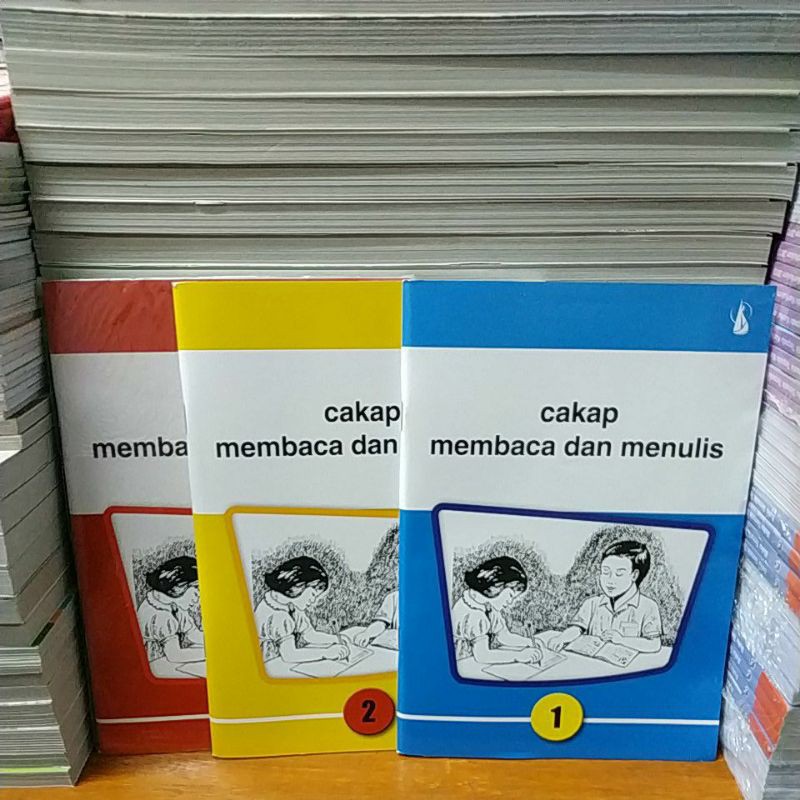 memba
cakap
membaca dan
2
cakap
membaca dan menulis
1